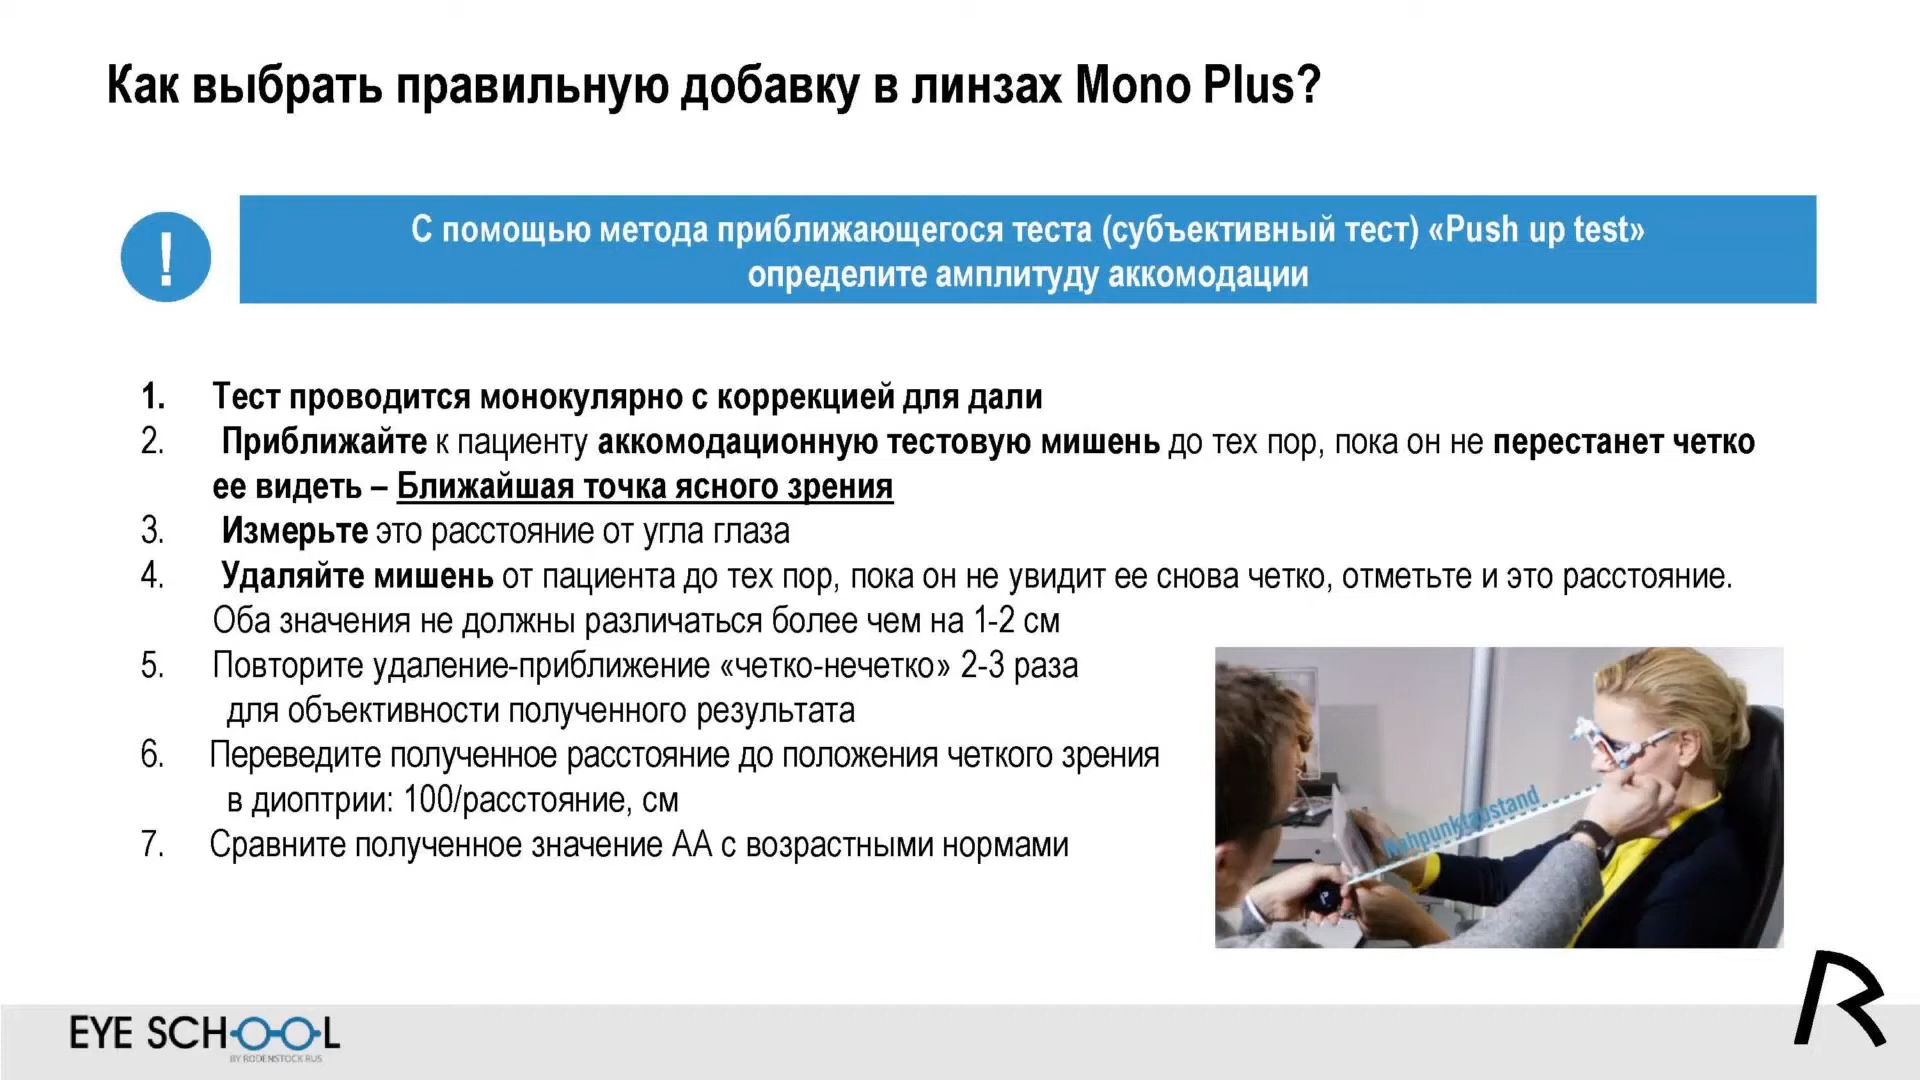 Как выбрать правильную добавку в линзах Mono Plus?
!
С помощью метода приближающегося теста (субъективный тест) «Push up test»
определите амплитуду аккомодации
1. Тест проводится монокулярно с коррекцией для дали
2. Приближайте к пациенту аккомодационную тестовую мишень до тех пор, пока он не перестанет четко
ее видеть – Ближайшая точка ясного зрения
3. Измерьте это расстояние от угла глаза
4. Удаляйте мишень от пациента до тех пор, пока он не увидит ее снова четко, отметьте и это расстояние.
Оба значения не должны различаться более чем на 1-2 см
5. Повторите удаление-приближение «четко-нечетко» 2-3 раза
для объективности полученного результата
6. Переведите полученное расстояние до положения четкого зрения
в диоптрии: 100/расстояние, см
7. Сравните полученное значение АА с возрастными нормами
Nahpunktabstand
EYE SCHOOL
BY RODENSTOCK RUS
R